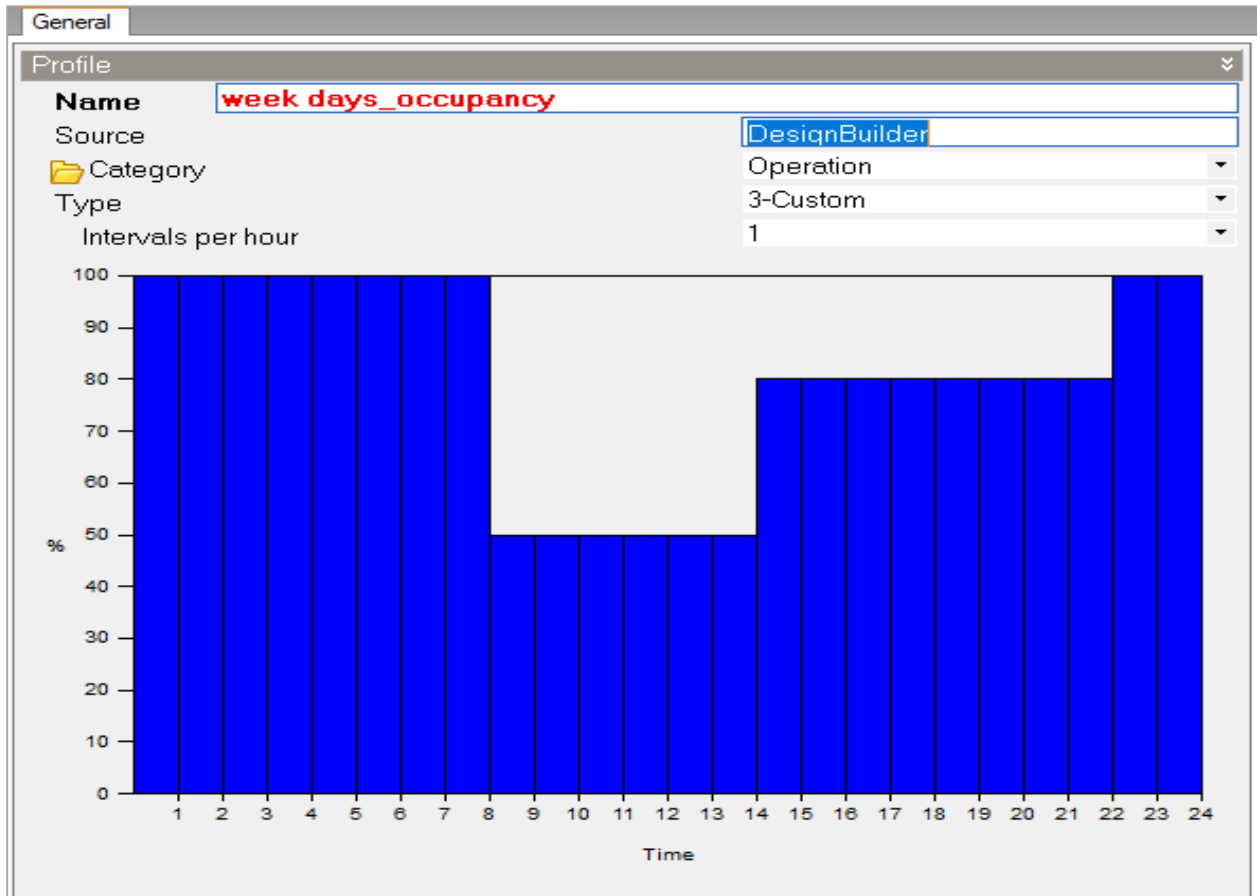 General
Profile
Name week days_occupancy
Source DesignBuilder
Category Operation
Type 3-Custom
Intervals per hour 1
100
90
80
70
60
% 50
40
30
20
10
0
1 2 3 4 5 6 7 8 9 10 11 12 13 14 15 16 17 18 19 20 21 22 23 24
Time